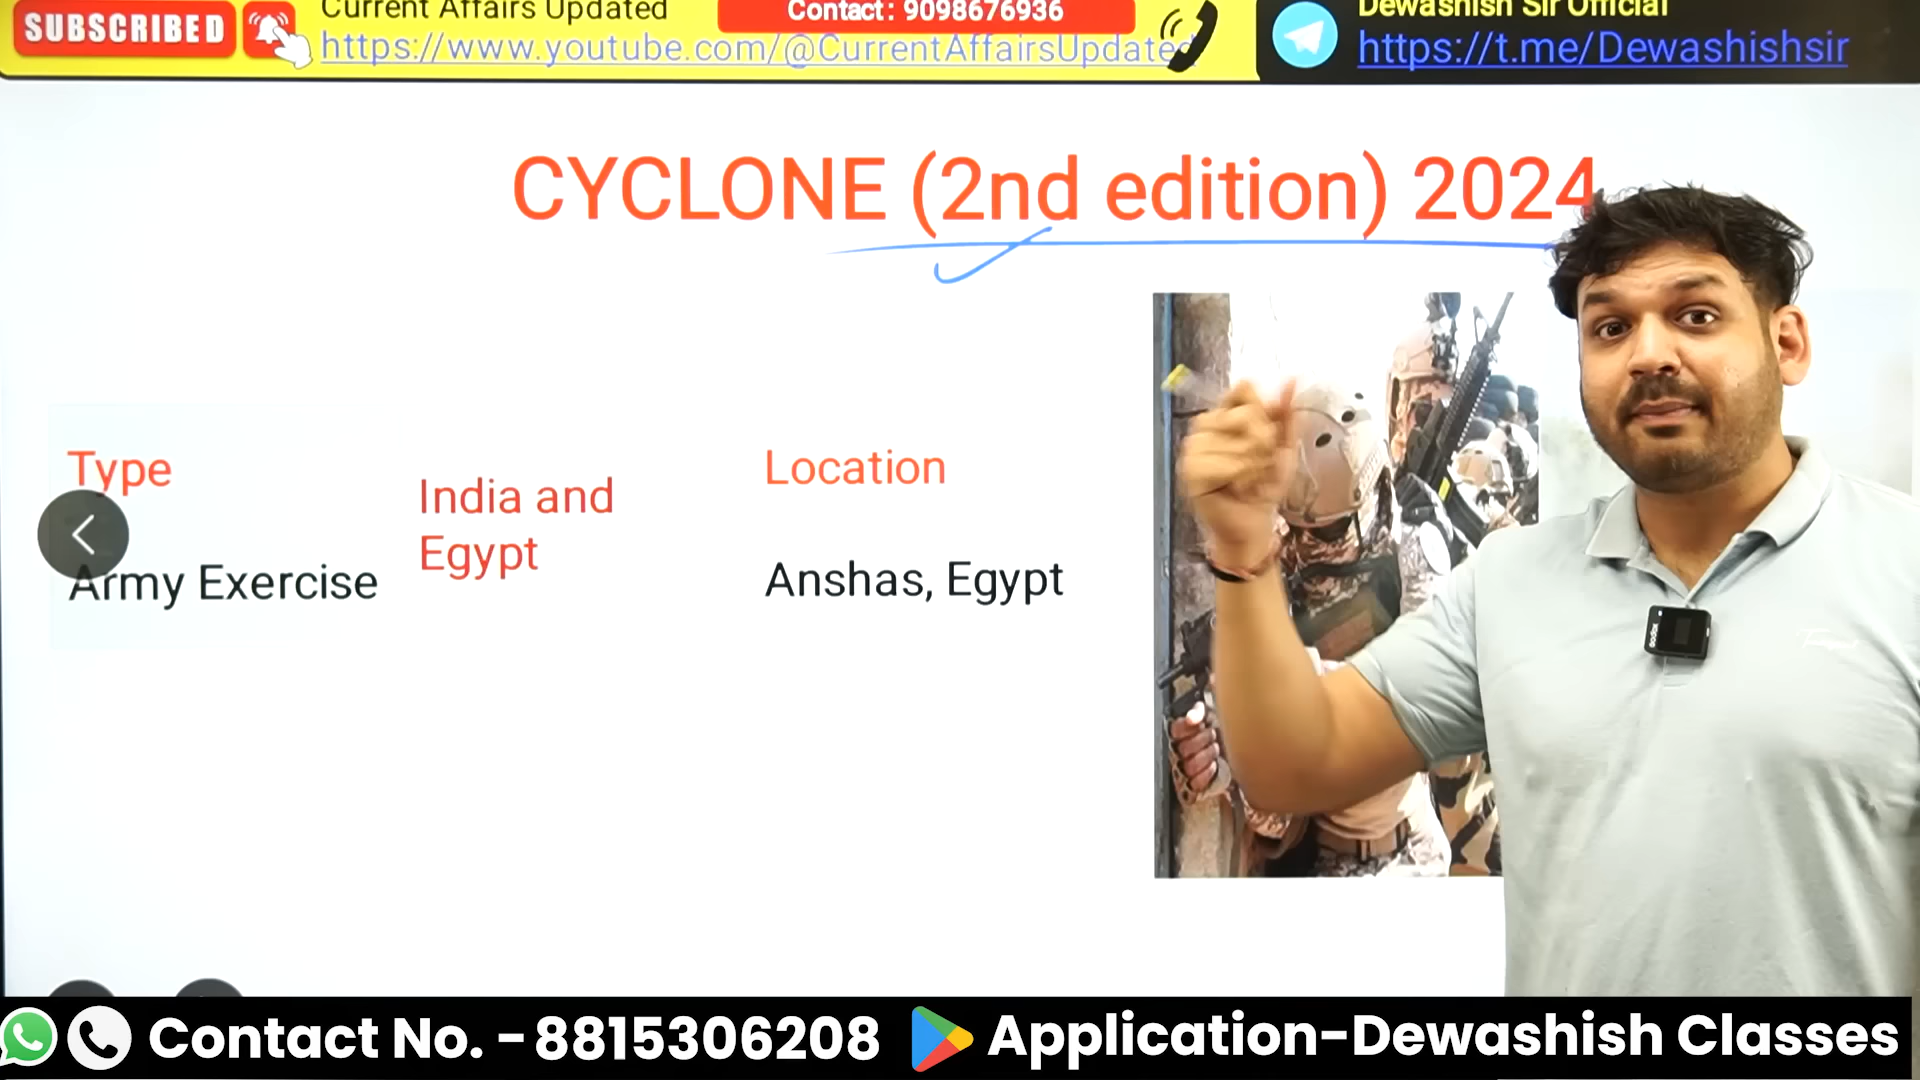 SUBSCRIBED
Current Affairs Updated
https://www.youtube.com/@CurrentAffairsUpdated
Contact: 9098676936
Dewashish Sir Official
https://t.me/Dewashishsir
CYCLONE (2nd edition) 2024
Type
India and
Egypt
Location
Army Exercise
Anshas, Egypt
Contact No. - 8815306208
Application-Dewashish Classes